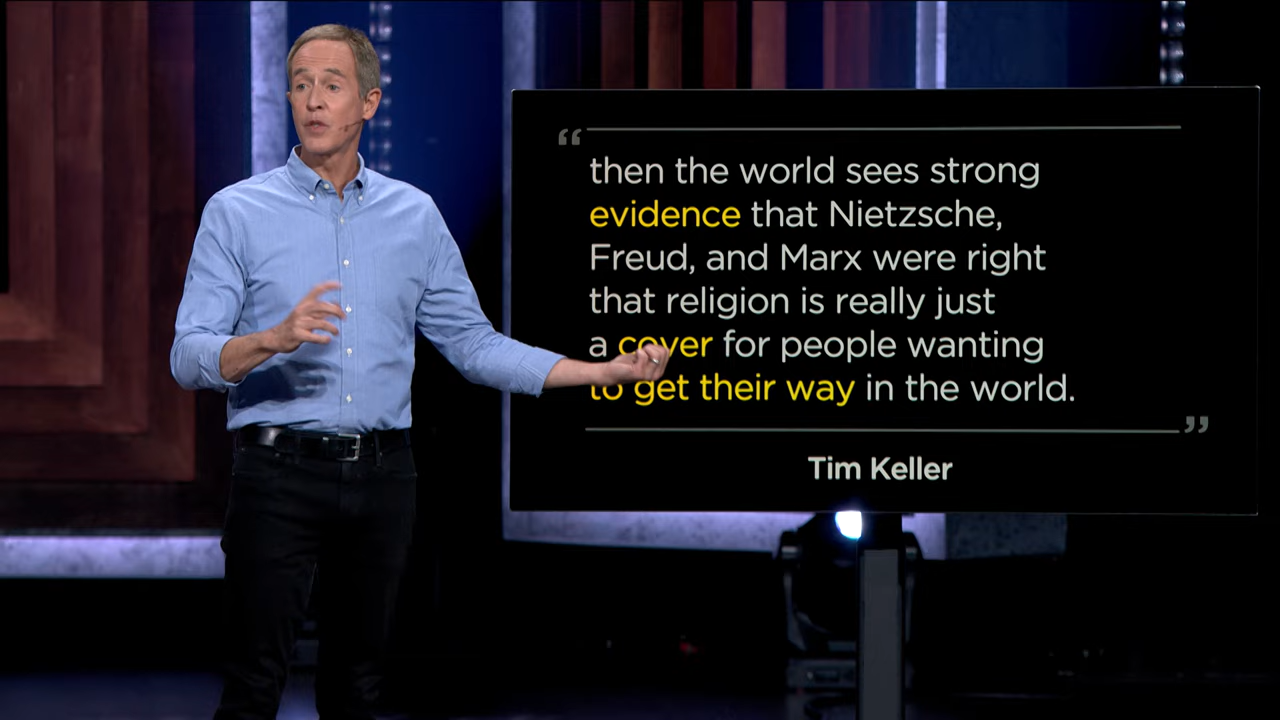 “
then the world sees strong
evidence that Nietzsche,
Freud, and Marx were right
that religion is really just
a cover for people wanting
to get their way in the world.
”
Tim Keller